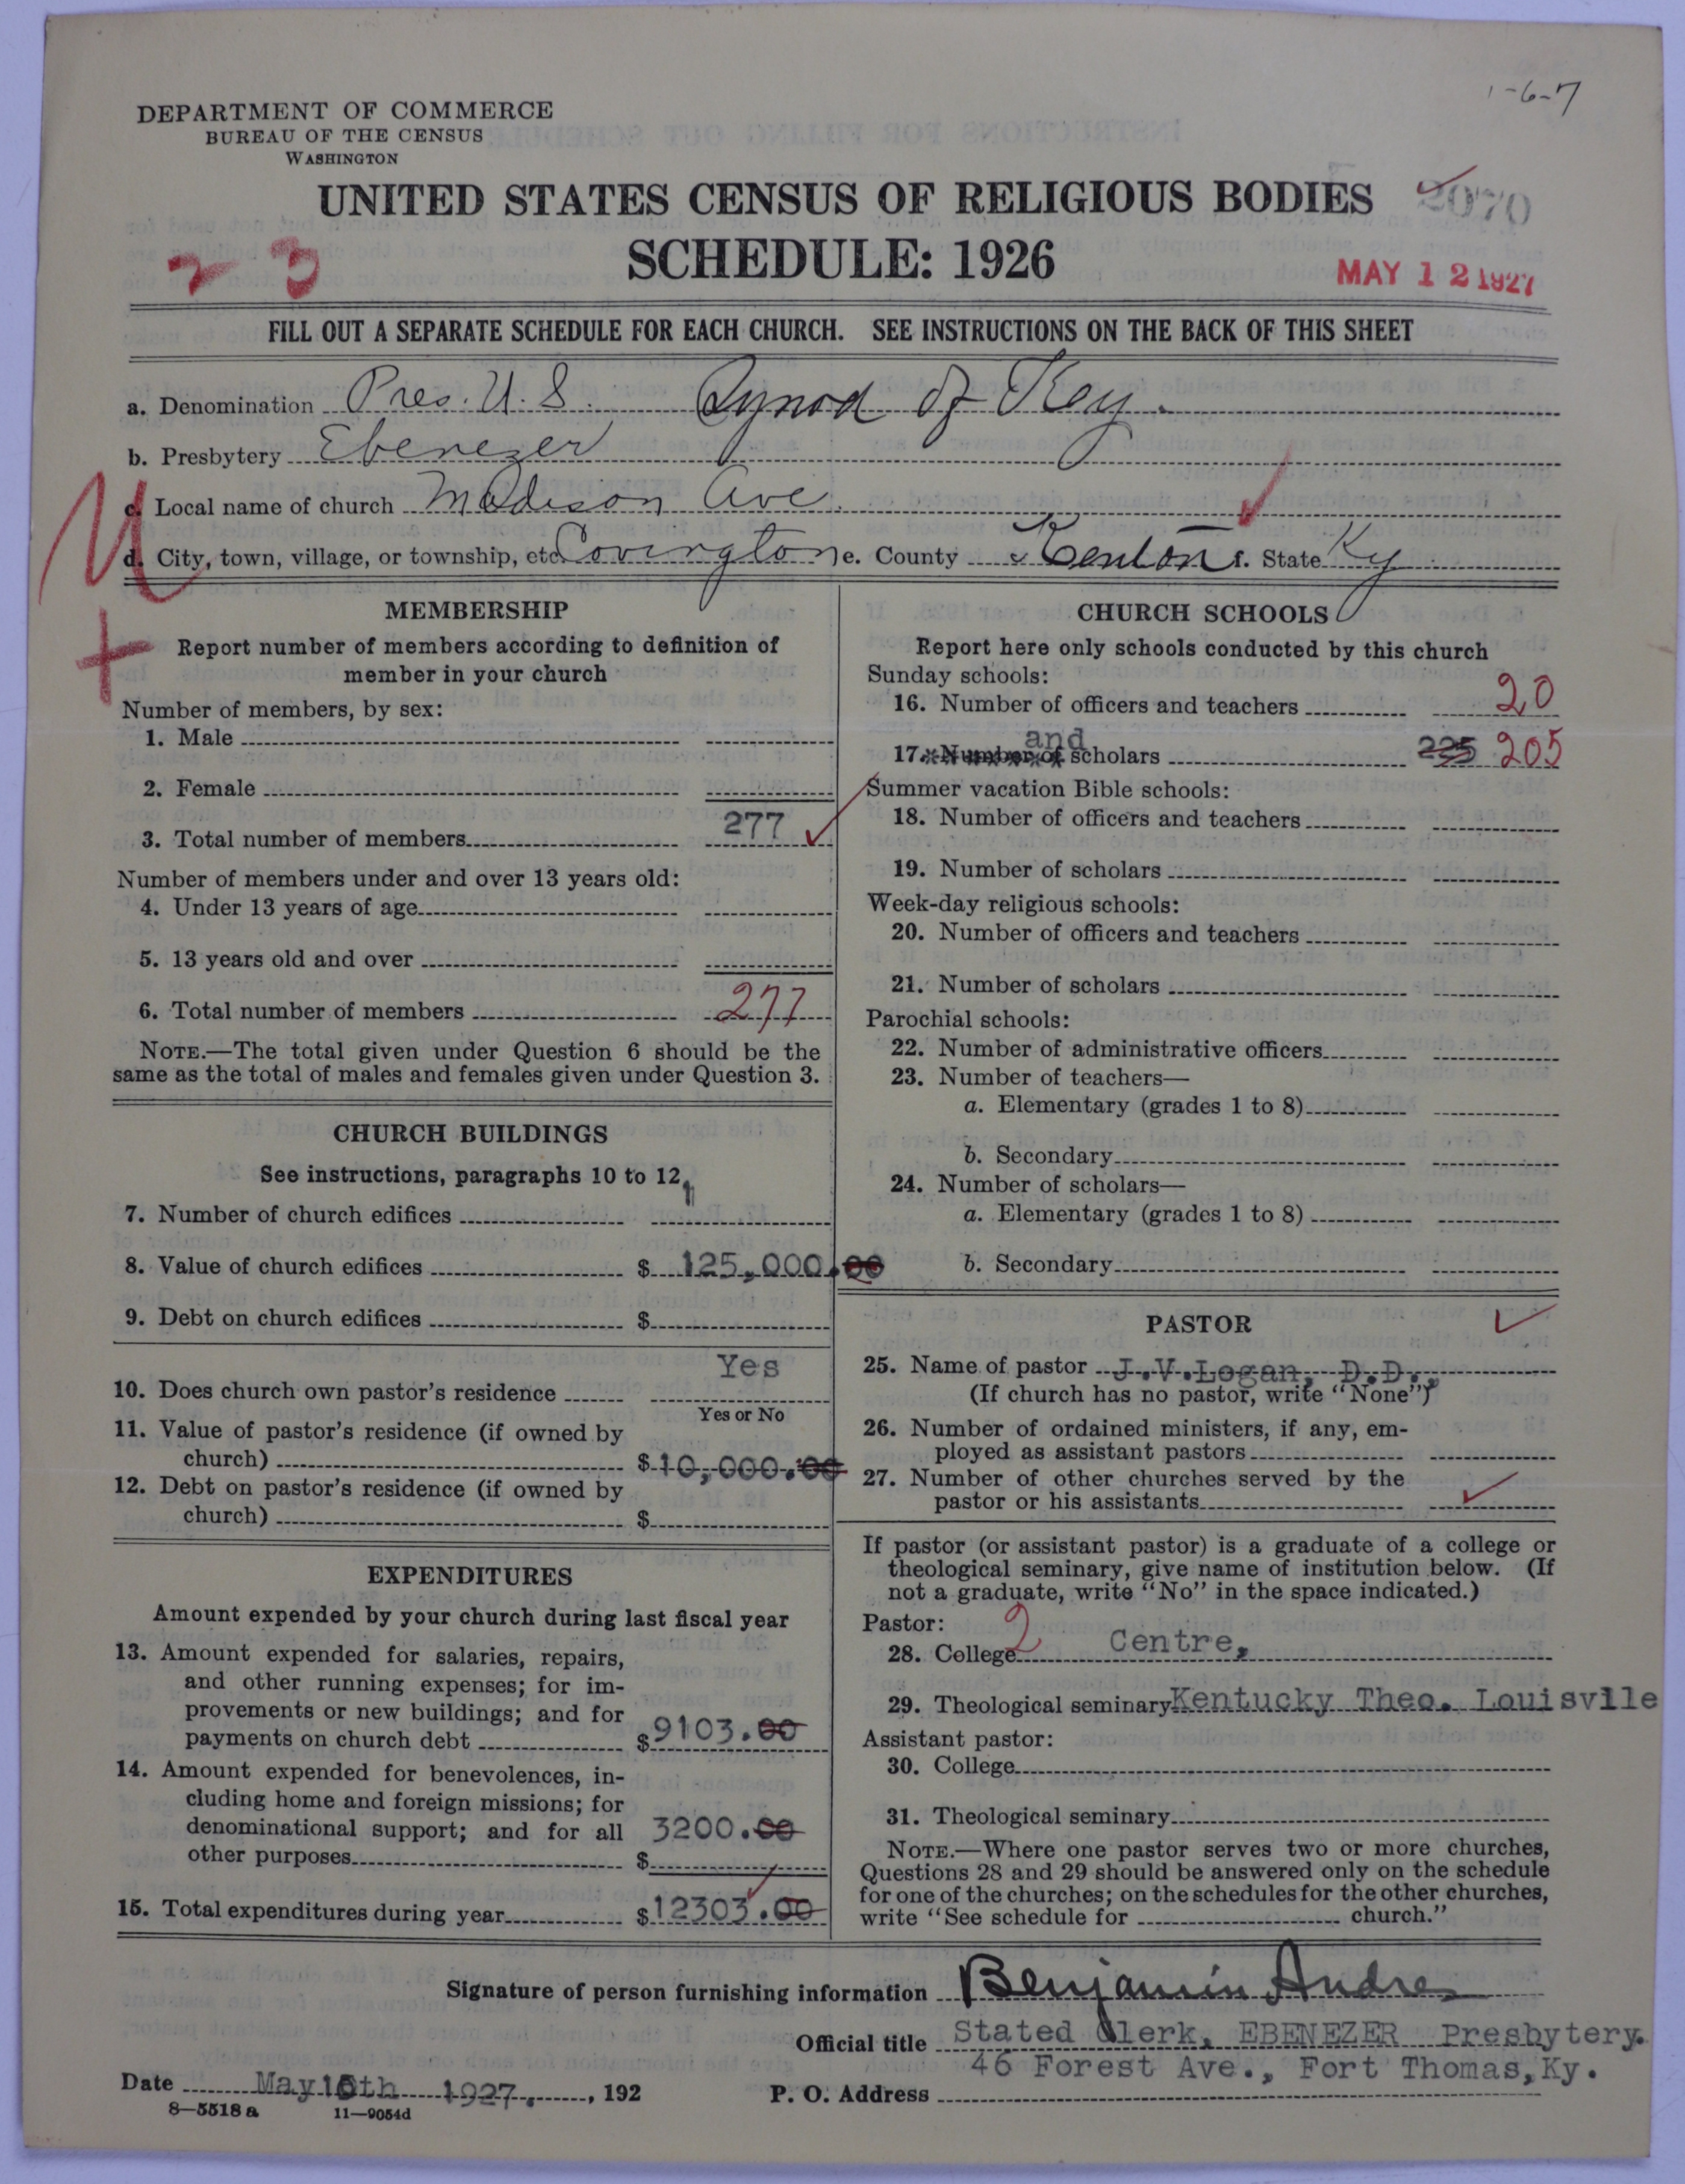 1-6-7
DEPARTMENT OF COMMERCE
BUREAU OF THE CENSUS
WASHINGTON
UNITED STATES CENSUS OF RELIGIOUS BODIES
2070
SCHEDULE: 1926
2 3
MAY 12 1927
FILL OUT A SEPARATE SCHEDULE FOR EACH CHURCH. SEE INSTRUCTIONS ON THE BACK OF THIS SHEET
a. Denomination Pres. U. S. Synod of Key.
b. Presbytery Ebenezer
c. Local name of church Madison Ave.
d. City, town, village, or township, etc. Covington e. County Kenton f. State Ky
MEMBERSHIP
Report number of members according to definition of
member in your church
Number of members, by sex:
1. Male
2. Female
3. Total number of members 277
Number of members under and over 13 years old:
4. Under 13 years of age
5. 13 years old and over
6. Total number of members 277
NOTE.—The total given under Question 6 should be the
same as the total of males and females given under Question 3.
CHURCH BUILDINGS
See instructions, paragraphs 10 to 12
7. Number of church edifices 1
8. Value of church edifices $ 125,000.00
9. Debt on church edifices $
10. Does church own pastor's residence Yes
Yes or No
11. Value of pastor's residence (if owned by
church) $ 10,000.00
12. Debt on pastor's residence (if owned by
church) $
EXPENDITURES
Amount expended by your church during last fiscal year
13. Amount expended for salaries, repairs,
and other running expenses; for im-
provements or new buildings; and for
payments on church debt $ 9103.00
14. Amount expended for benevolences, in-
cluding home and foreign missions; for
denominational support; and for all 3200.00
other purposes $
15. Total expenditures during year $ 12303.00
CHURCH SCHOOLS
Report here only schools conducted by this church
Sunday schools:
16. Number of officers and teachers 20
and
17. Number of scholars 225 205
Summer vacation Bible schools:
18. Number of officers and teachers
19. Number of scholars
Week-day religious schools:
20. Number of officers and teachers
21. Number of scholars
Parochial schools:
22. Number of administrative officers
23. Number of teachers—
a. Elementary (grades 1 to 8)
b. Secondary
24. Number of scholars—
a. Elementary (grades 1 to 8)
b. Secondary
PASTOR
25. Name of pastor J.V.Logan, D.D.,
(If church has no pastor, write "None")
26. Number of ordained ministers, if any, em-
ployed as assistant pastors
27. Number of other churches served by the
pastor or his assistants
If pastor (or assistant pastor) is a graduate of a college or
theological seminary, give name of institution below. (If
not a graduate, write "No" in the space indicated.)
Pastor:
28. College 2 Centre,
29. Theological seminary Kentucky Theo. Louisvlle
Assistant pastor:
30. College
31. Theological seminary
NOTE.—Where one pastor serves two or more churches,
Questions 28 and 29 should be answered only on the schedule
for one of the churches; on the schedules for the other churches,
write "See schedule for church."
Signature of person furnishing information Benjamin Andres
Official title Stated Clerk, EBENEZER Presbytery.
46 Forest Ave., Fort Thomas,Ky.
Date May 10th 1927. , 192 P. O. Address
8—5518 a 11—9054d